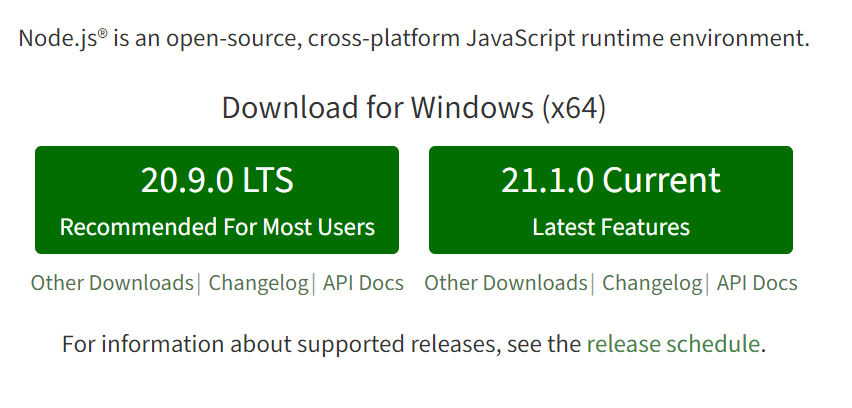 Node.js® is an open-source, cross-platform JavaScript runtime environment.
Download for Windows (x64)
20.9.0 LTS
Recommended For Most Users
21.1.0 Current
Latest Features
Other Downloads| Changelog| API Docs
Other Downloads| Changelog| API Docs
For information about supported releases, see the release schedule.